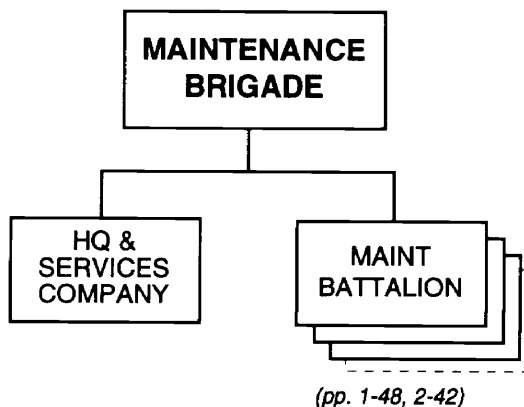 MAINTENANCE
BRIGADE
HQ &
SERVICES
COMPANY
MAINT
BATTALION
(pp. 1-48, 2-42)